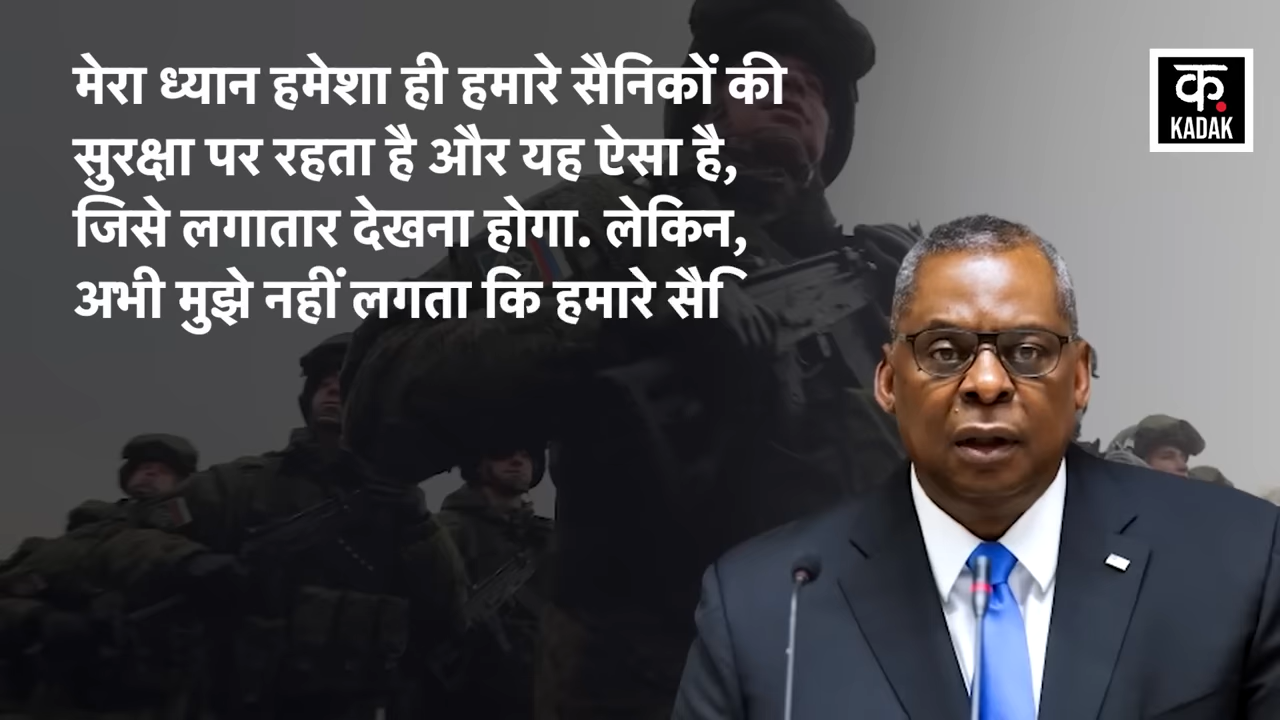 मेरा ध्यान हमेशा ही हमारे सैनिकों की
सुरक्षा पर रहता है और यह ऐसा है,
जिसे लगातार देखना होगा. लेकिन,
अभी मुझे नहीं लगता कि हमारे सैि
क.
KADAK